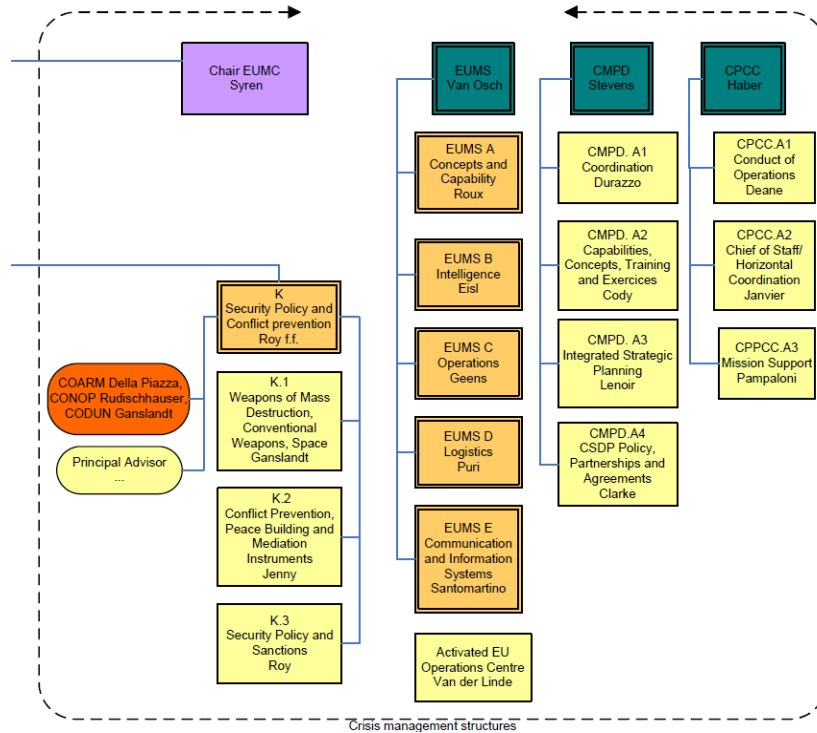 Chair EUMC
Syren
EUMS
Van Osch
CMPD
Stevens
CPCC
Haber
EUMS A
Concepts and
Capability
Roux
CMPD. A1
Coordination
Durazzo
CPCC.A1
Conduct of
Operations
Deane
EUMS B
Intelligence
Eisl
CMPD. A2
Capabilities,
Concepts, Training
and Exercices
Cody
CPCC.A2
Chief of Staff/
Horizontal
Coordination
Janvier
K
Security Policy and
Conflict prevention
Roy f.f.
EUMS C
Operations
Geens
CMPD. A3
Integrated Strategic
Planning
Lenoir
CPPCC.A3
Mission Support
Pampaloni
COARM Della Piazza,
CONOP Rudischhauser,
CODUN Ganslandt
K.1
Weapons of Mass
Destruction,
Conventional
Weapons, Space
Ganslandt
Principal Advisor
...
EUMS D
Logistics
Puri
CMPD.A4
CSDP Policy,
Partnerships and
Agreements
Clarke
K.2
Conflict Prevention,
Peace Building and
Mediation
Instruments
Jenny
EUMS E
Communication
and Information
Systems
Santomartino
K.3
Security Policy and
Sanctions
Roy
Activated EU
Operations Centre
Van der Linde
Crisis management structures